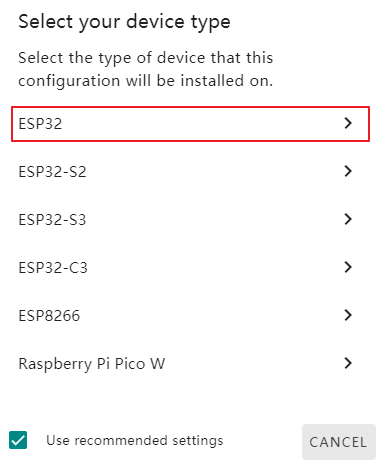 Select your device type
Select the type of device that this
configuration will be installed on.
ESP32
ESP32-S2
ESP32-S3
ESP32-C3
ESP8266
Raspberry Pi Pico W
Use recommended settings
CANCEL